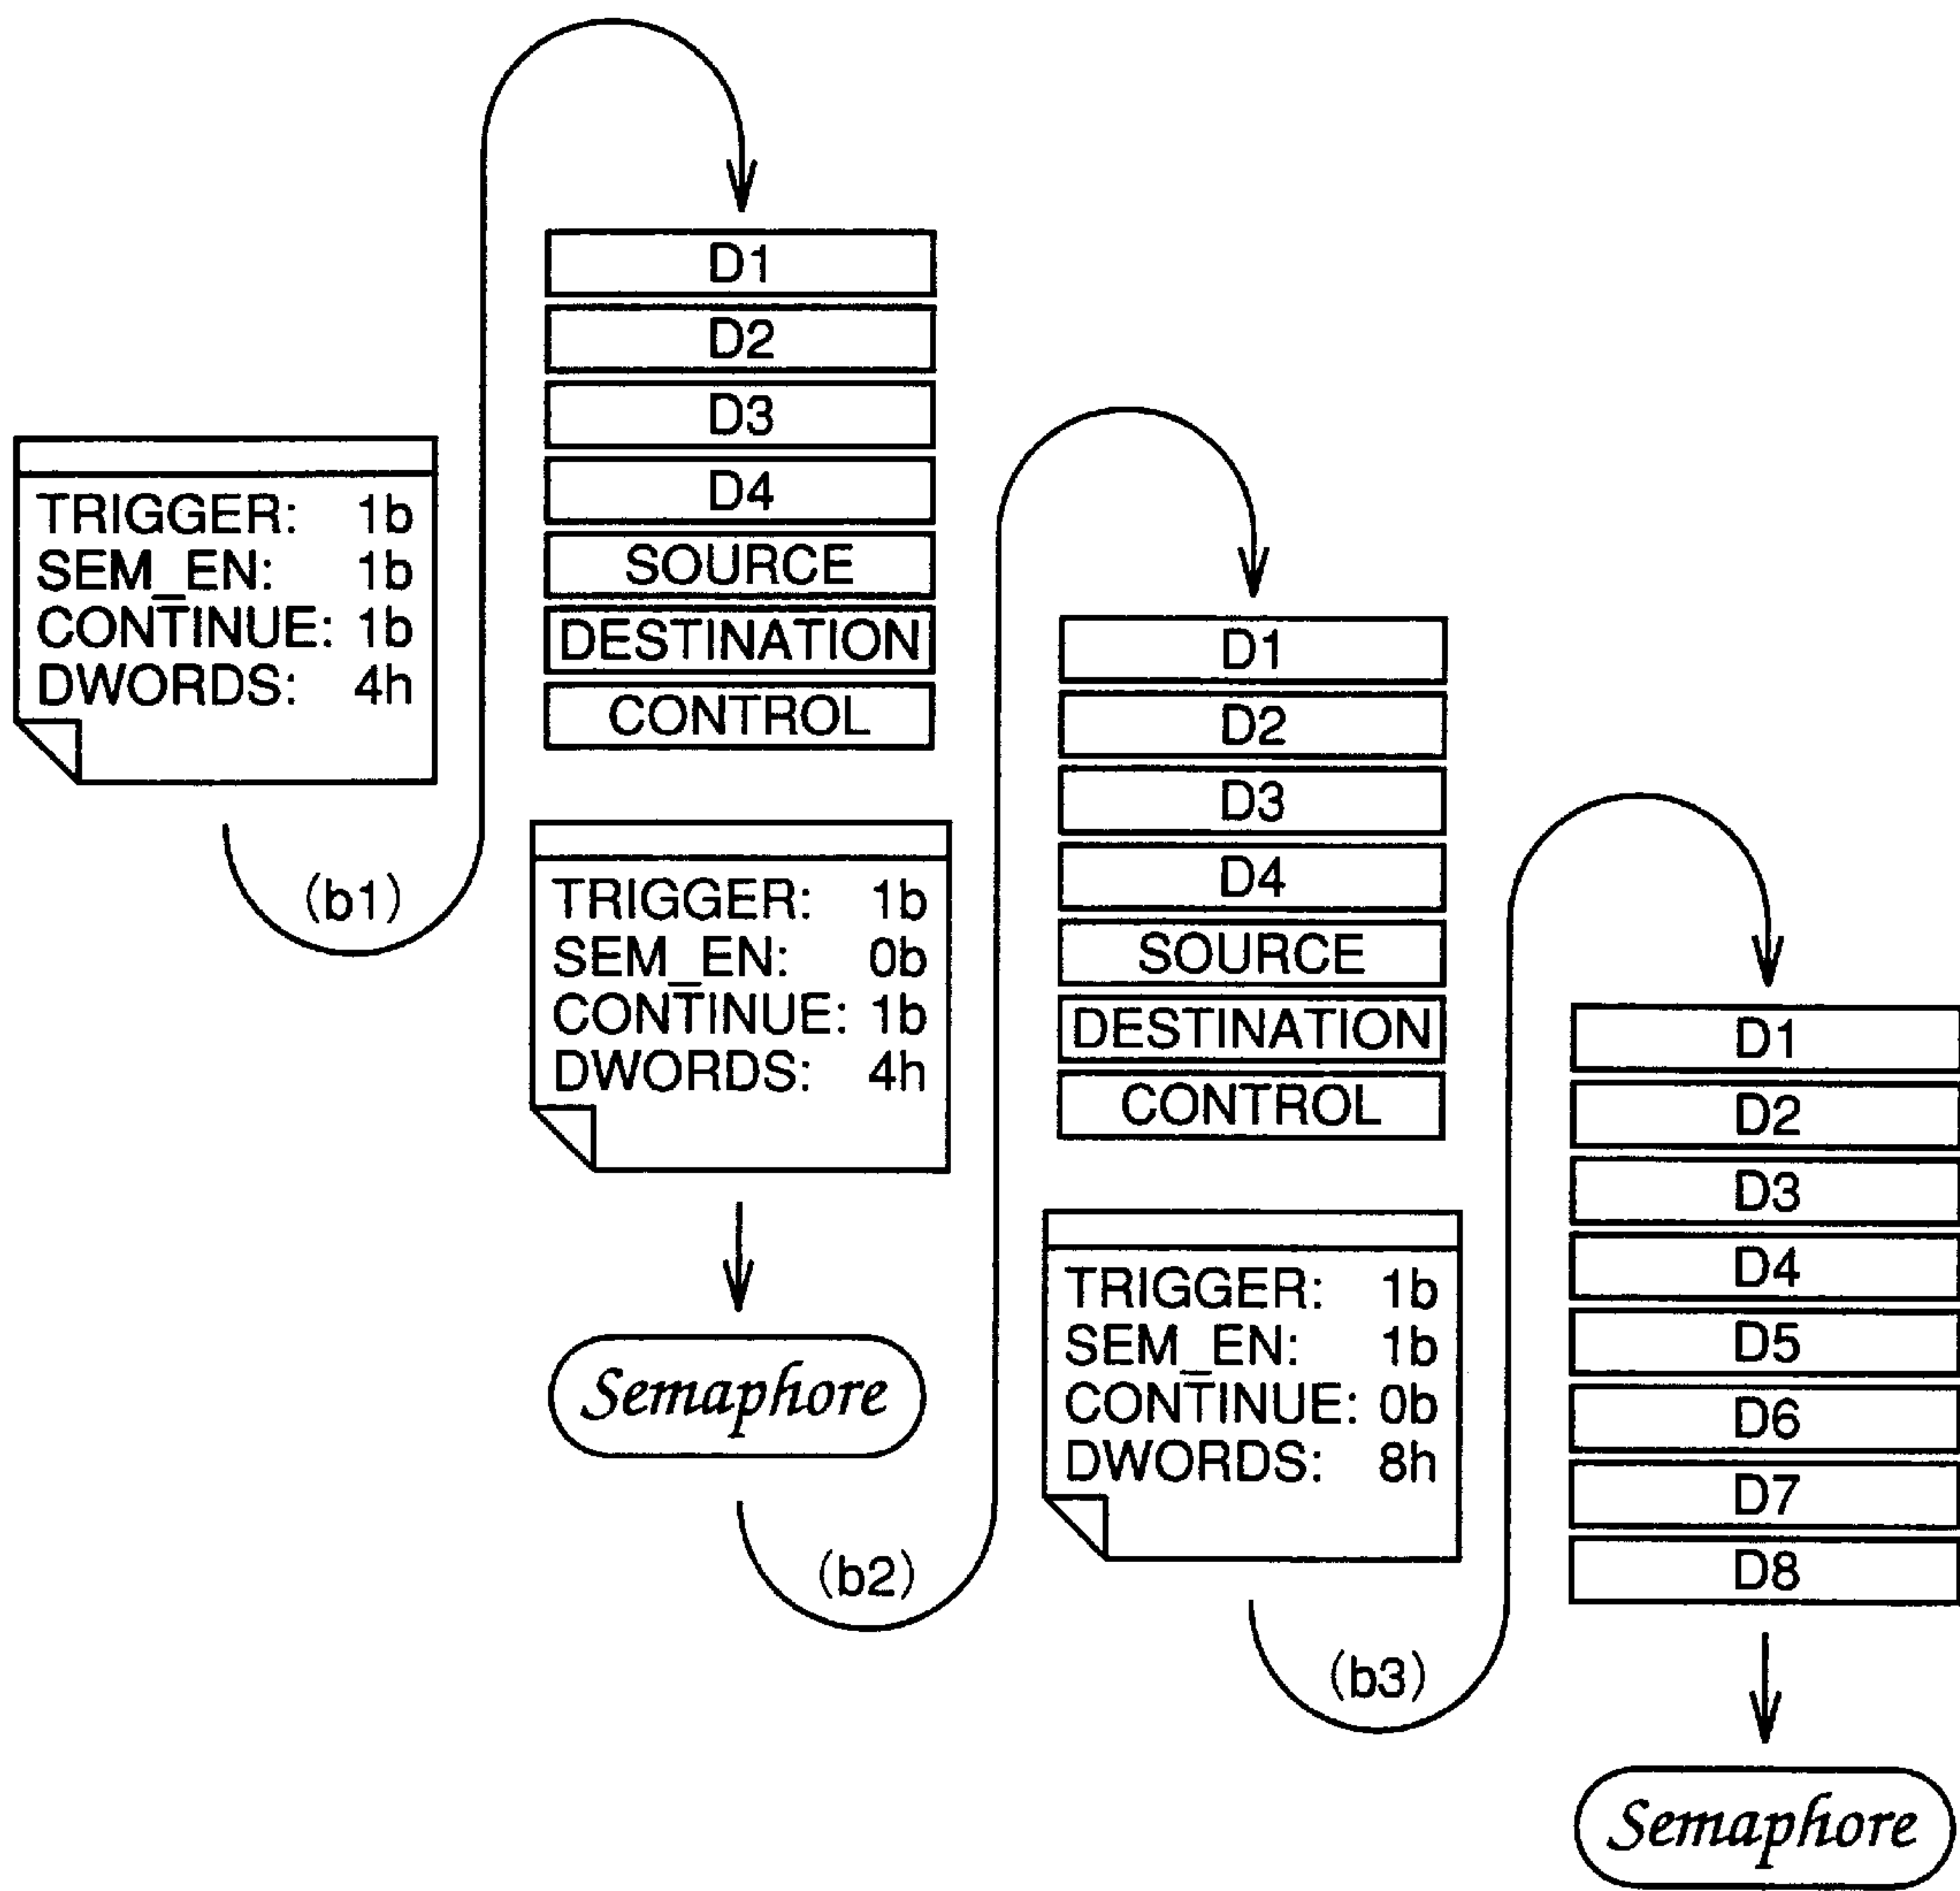 TRIGGER: 1b
SEM_EN: 1b
CONTINUE: 1b
DWORDS: 4h
(b1)
D1
D2
D3
D4
SOURCE
DESTINATION
CONTROL
TRIGGER: 1b
SEM_EN: 0b
CONTINUE: 1b
DWORDS: 4h
Semaphore
(b2)
D1
D2
D3
D4
SOURCE
DESTINATION
CONTROL
TRIGGER: 1b
SEM_EN: 1b
CONTINUE: 0b
DWORDS: 8h
(b3)
D1
D2
D3
D4
D5
D6
D7
D8
Semaphore